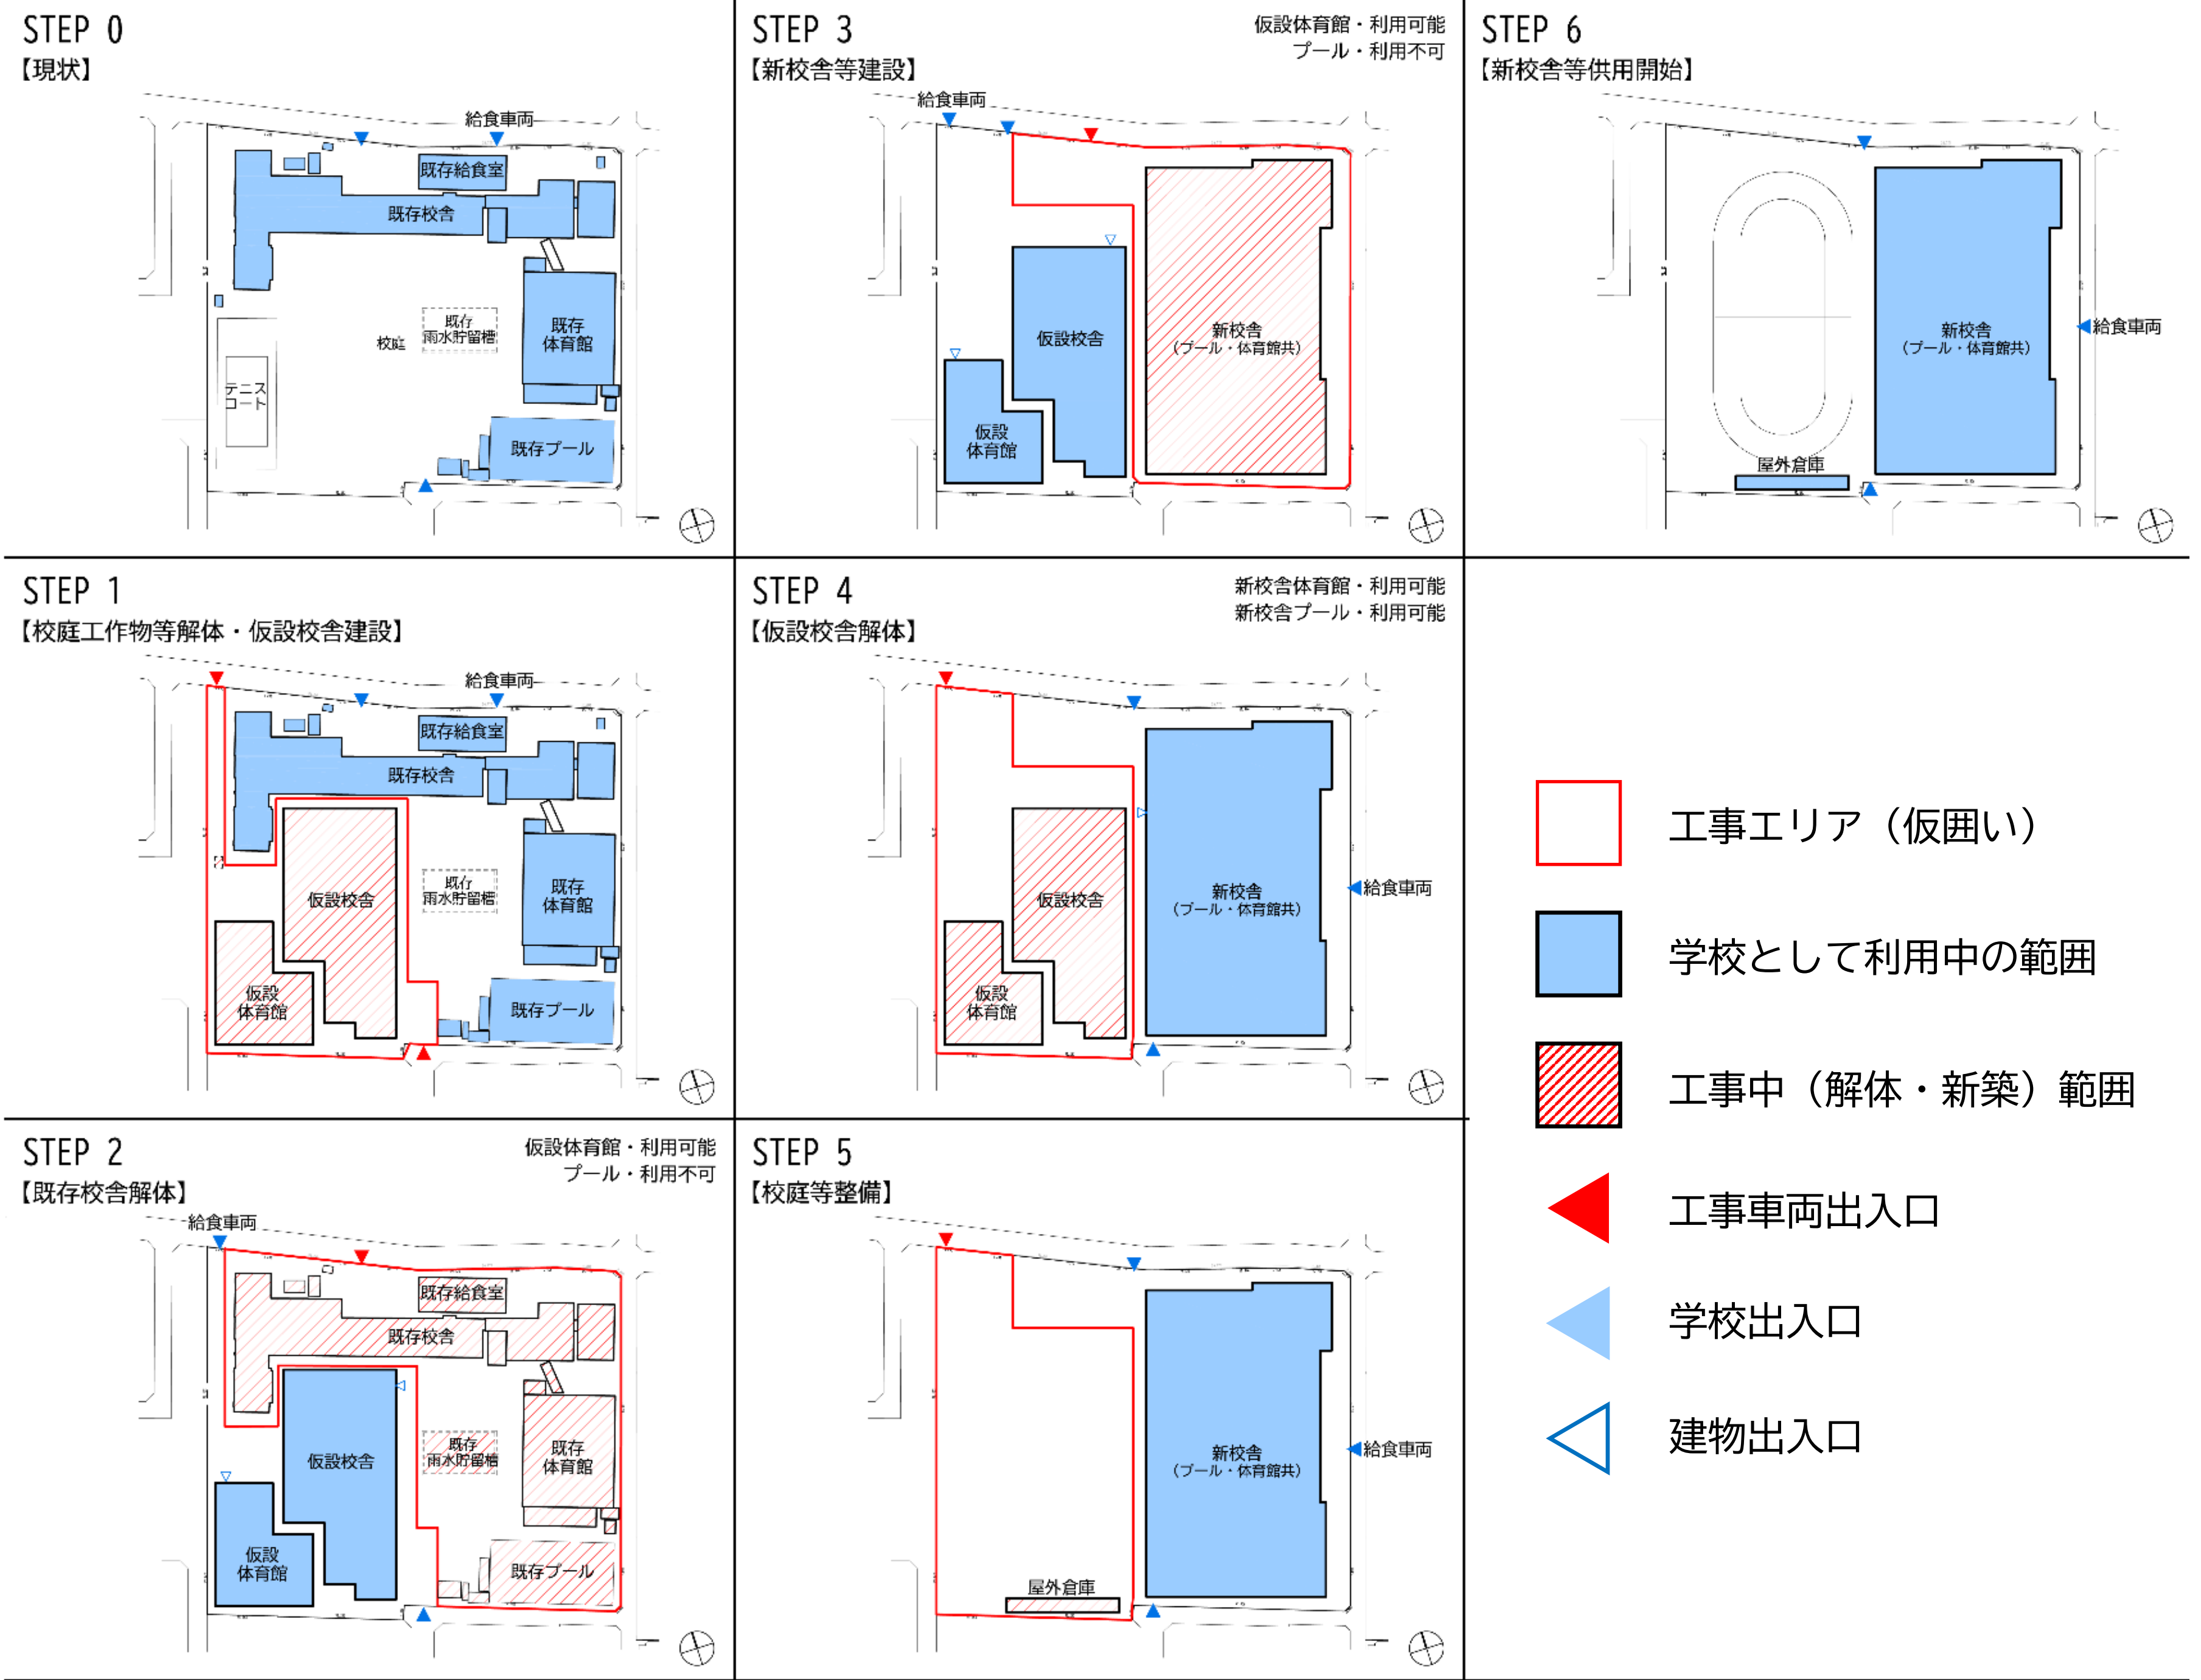 STEP 0
【現状】
給食車両
既存給食室
既存校舎
既存
雨水貯留槽
校庭
既存
体育館
テニス
コート
既存プール
STEP 3
【新校舎等建設】
仮設体育館・利用可能
プール・利用不可
給食車両
仮設校舎
新校舎
（プール・体育館共）
仮設
体育館
STEP 6
【新校舎等供用開始】
新校舎
（プール・体育館共）
給食車両
屋外倉庫
STEP 1
【校庭工作物等解体・仮設校舎建設】
給食車両
既存給食室
既存校舎
既存
雨水貯留槽
仮設校舎
既存
体育館
仮設
体育館
既存プール
STEP 4
【仮設校舎解体】
新校舎体育館・利用可能
新校舎プール・利用可能
仮設校舎
新校舎
（プール・体育館共）
給食車両
仮設
体育館
工事エリア（仮囲い）
学校として利用中の範囲
工事中（解体・新築）範囲
工事車両出入口
学校出入口
建物出入口
STEP 2
【既存校舎解体】
仮設体育館・利用可能
プール・利用不可
給食車両
既存給食室
既存校舎
既存
雨水貯留槽
仮設校舎
既存
体育館
仮設
体育館
既存プール
STEP 5
【校庭等整備】
新校舎
（プール・体育館共）
給食車両
屋外倉庫